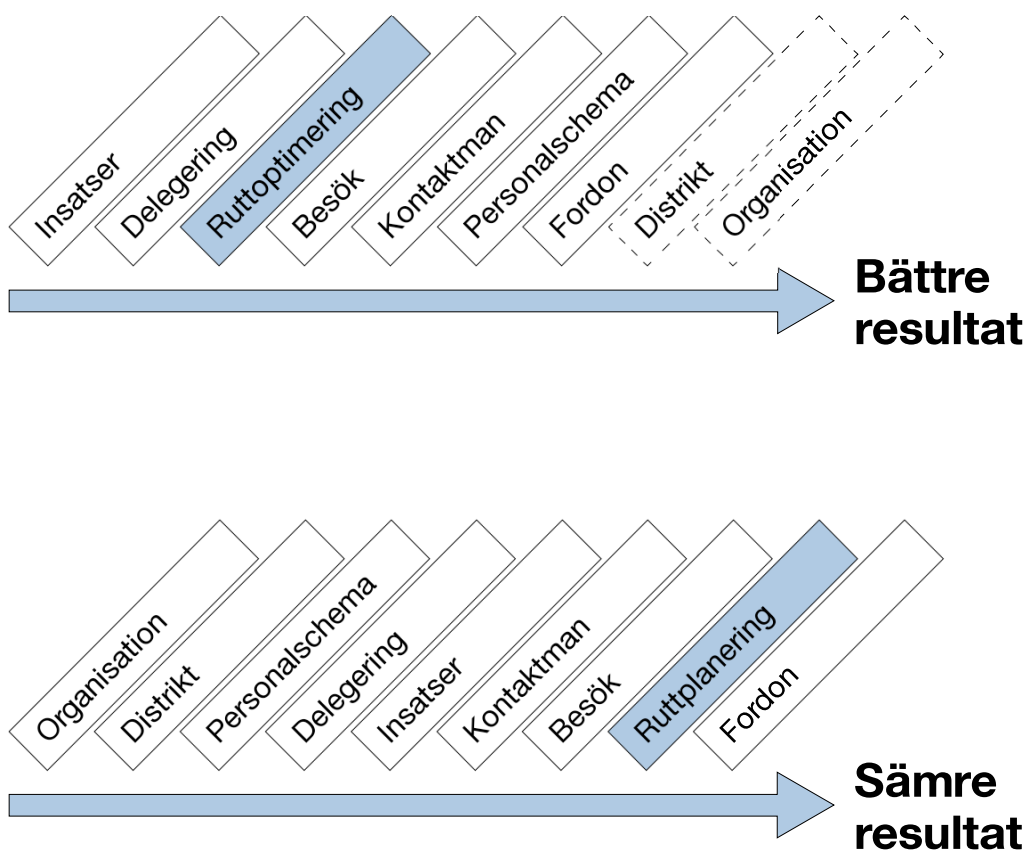 Insatser
Delegering
Ruttoptimering
Besök
Kontaktman
Personalschema
Fordon
Distrikt
Organisation
Bättre
resultat
Organisation
Distrikt
Personalschema
Delegering
Insatser
Kontaktman
Besök
Ruttplanering
Fordon
Sämre
resultat